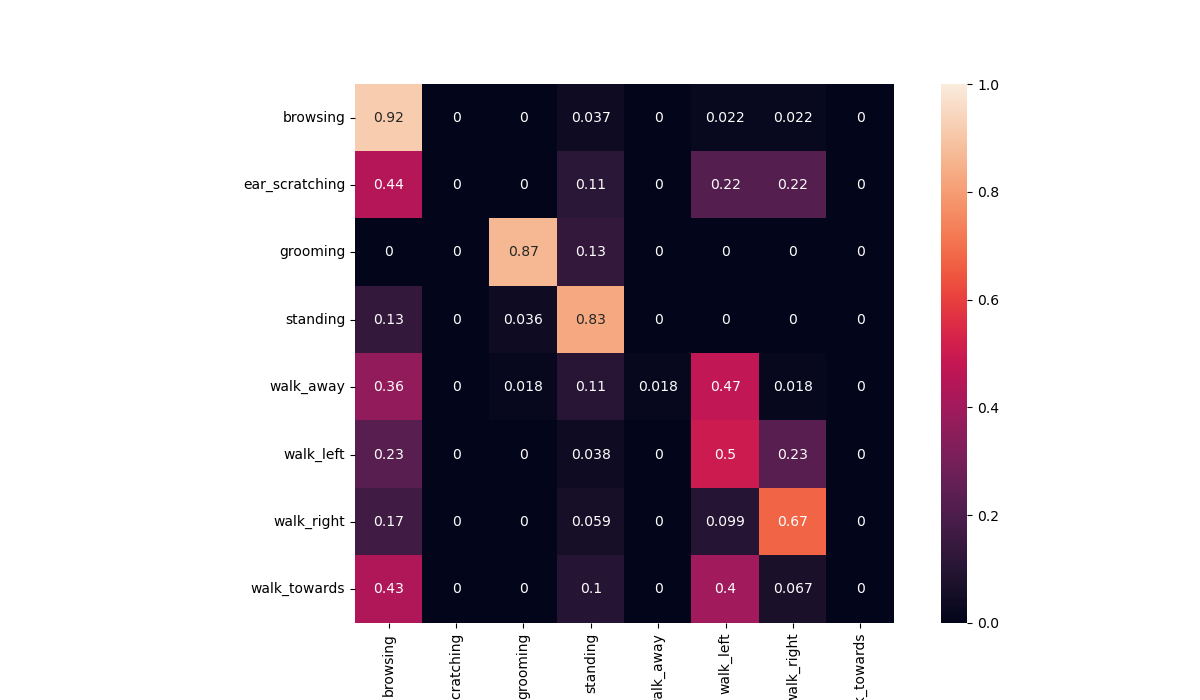 browsing 0.92 0 0 0.037 0 0.022 0.022 0
ear_scratching 0.44 0 0 0.11 0 0.22 0.22 0
grooming 0 0 0.87 0.13 0 0 0 0
standing 0.13 0 0.036 0.83 0 0 0 0
walk_away 0.36 0 0.018 0.11 0.018 0.47 0.018 0
walk_left 0.23 0 0 0.038 0 0.5 0.23 0
walk_right 0.17 0 0 0.059 0 0.099 0.67 0
walk_towards 0.43 0 0 0.1 0 0.4 0.067 0
browsing
cratching
grooming
standing
alk_away
walk_left
walk_right
k_towards
1.0
0.8
0.6
0.4
0.2
0.0